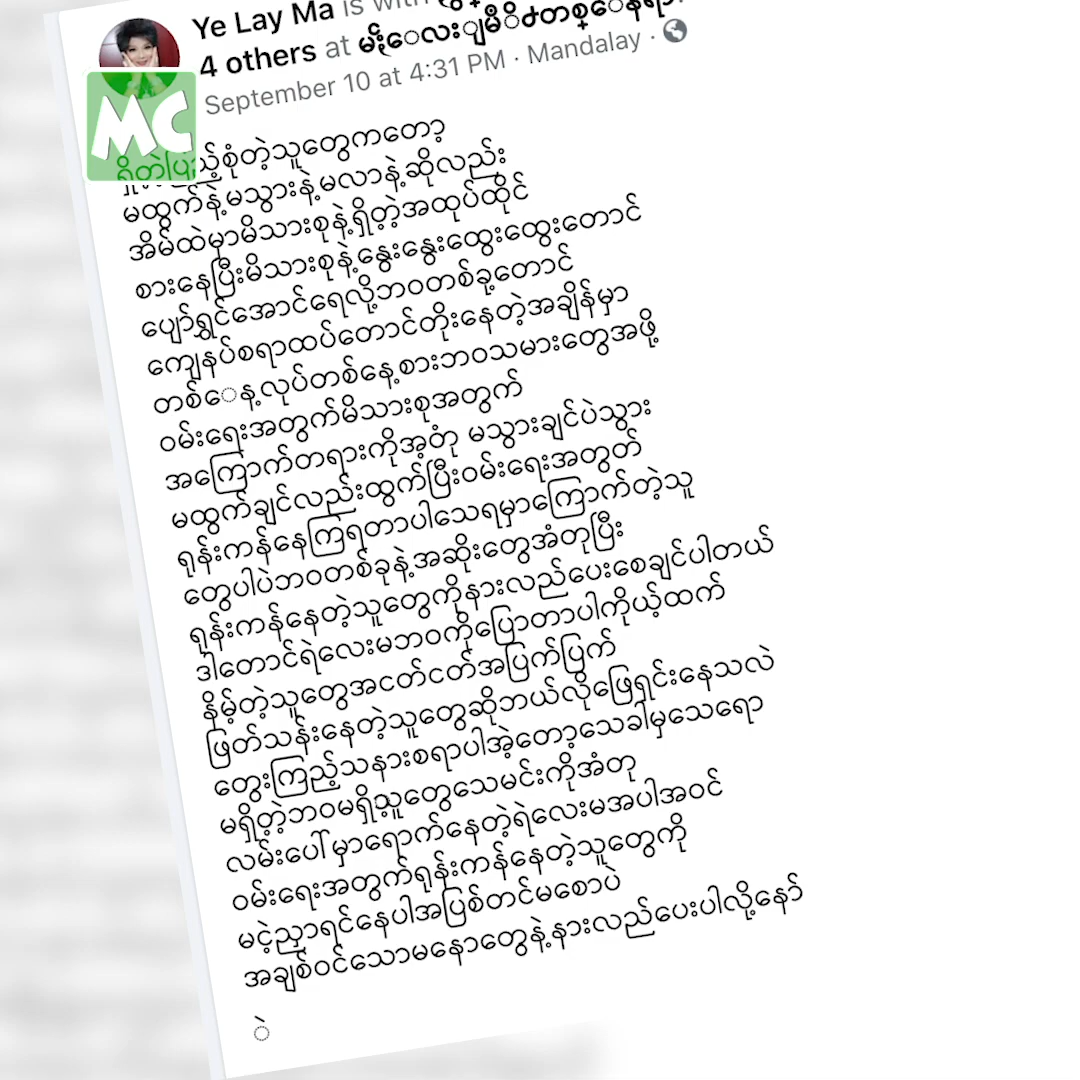 Ye Lay Ma is with
4 others at
September 10 at 4:31 PM · Mandalay ·
MC
ည့်စုံတဲ့သူတွေကတော့
မထွက်နဲ့မသွားနဲ့မလာနဲ့ဆိုလည်း
အိမ်ထဲမှာမိသားစုနဲ့ရှိတဲ့အထုပ်ထိုင်
စားနေပြီးမိသားစုနဲ့နွေးနွေးထွေးထွေးတောင်
ပျော်ရွှင်အောင်ရေလို့ဘဝတစ်ခုတောင်
ကျေနပ်စရာထပ်တောင်တိုးနေတဲ့အချိန်မှာ
တစ်ေန့လုပ်တစ်နေ့စားဘဝသမားတွေအဖို့
ဝမ်းရေးအတွက်မိသားစုအတွက်
အကြောက်တရားကိုအံ့တုံ မသွားချင်ပဲသွား
မထွက်ချင်လည်းထွက်ပြီးဝမ်းရေးအတွတ်
ရုန်းကန်နေကြရတာပါသေရမှာကြောက်တဲ့သူ
တွေပါပဲဘဝတစ်ခုနဲ့အဆိုးတွေအံတုပြီး
ရုန်းကန်နေတဲ့သူတွေကိုနားလည်ပေးစေချင်ပါတယ်
ဒါတောင်ရဲလေးမဘဝကိုပြောတာပါကိုယ့်ထက်
နိမ့်တဲ့သူတွေအငတ်ငတ်အပြက်ပြက်
ဖြတ်သန်းနေတဲ့သူတွေဆိုဘယ်လိုဖြေရှင်းနေသလဲ
တွေးကြည့်သနားစရာပါအဲ့တော့သေခါမှသေရော
မရှိတဲ့ဘဝမရှိသူတွေသေမင်းကိုအံတု
လမ်းပေါ်မှာရောက်နေတဲ့ရဲလေးမအပါအဝင်
ဝမ်းရေးအတွက်ရုန်းကန်နေတဲ့သူတွေကို
မငဲ့ညှာရင်နေပါအပြစ်တင်မစောပဲ
အချစ်ဝင်သောမနောတွေနဲ့နားလည်ပေးပါလို့နော်
ဲ